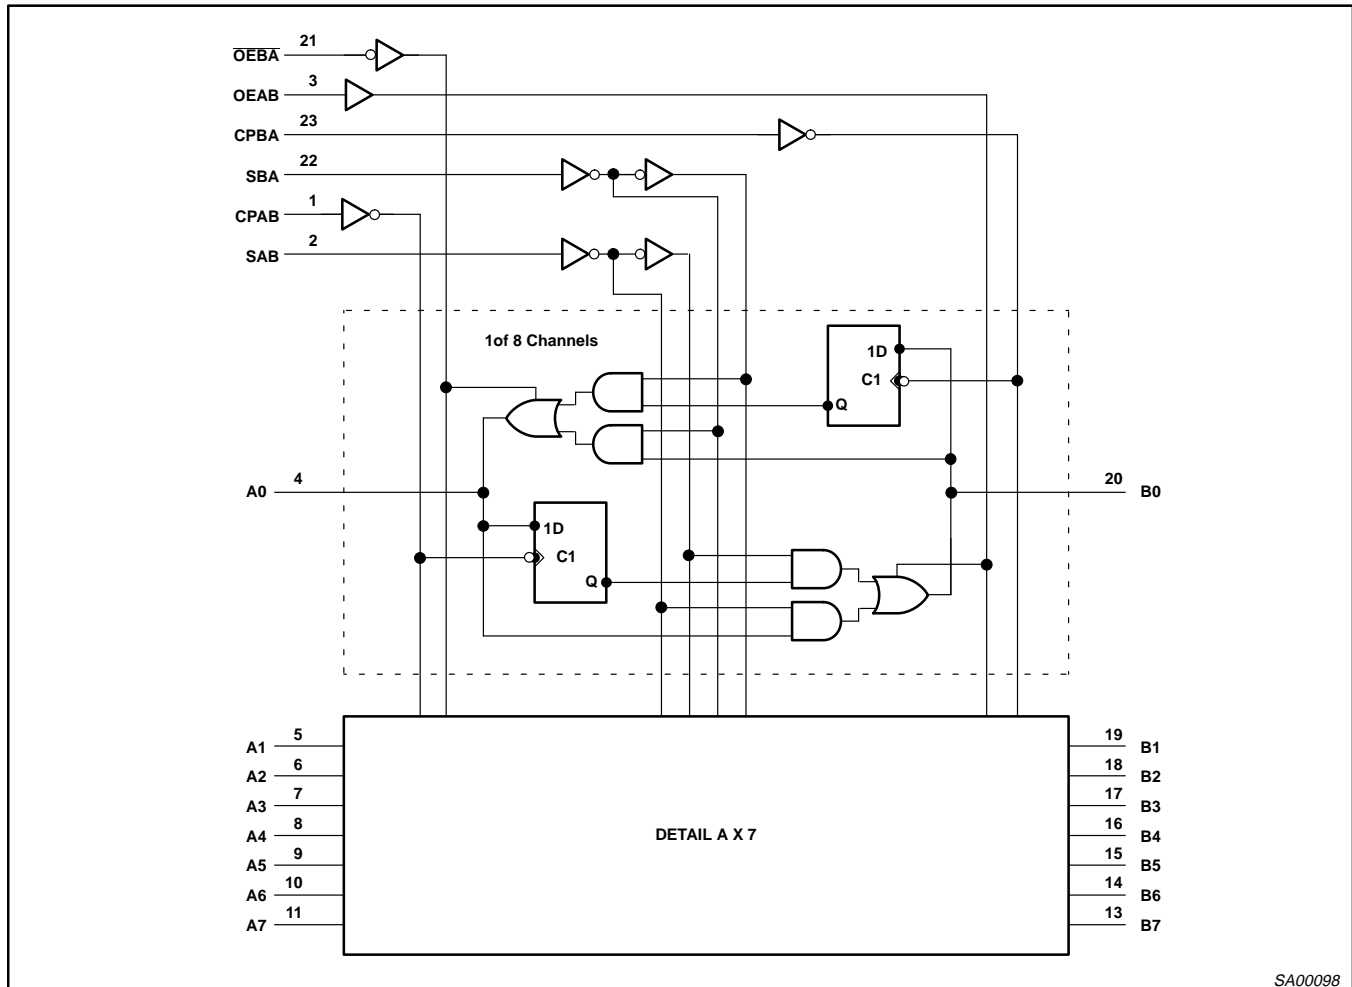 21
OEBA
3
OEAB
23
CPBA
22
SBA
1
CPAB
2
SAB
1of 8 Channels
1D
C1
Q
4
A0
20
B0
1D
C1
Q
5
A1
19
B1
6
A2
18
B2
7
A3
17
B3
8
A4
DETAIL A X 7
16
B4
9
A5
15
B5
10
A6
14
B6
11
A7
13
B7
SA00098